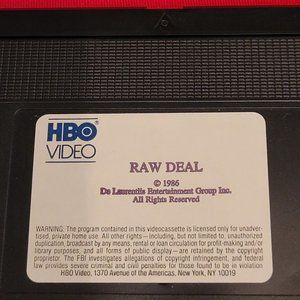 HBO
VIDEO
RAW DEAL
© 1986
De Laurentiis Entertainment Group Inc.
All Rights Reserved
WARNING: The program contained in this videocassette is licensed only for unadver-
tised, private home use. All other rights—including, but not limited to, unauthorized
duplication, broadcast by any means, rental or loan circulation for profit-making and/or
library purposes, and all forms of public display—are retained by the copyright
proprietor. The FBI investigates allegations of copyright infringement, and federal
law provides severe criminal and civil penalties for those found to be in violation
HBO Video, 1370 Avenue of the Americas, New York, NY 10019